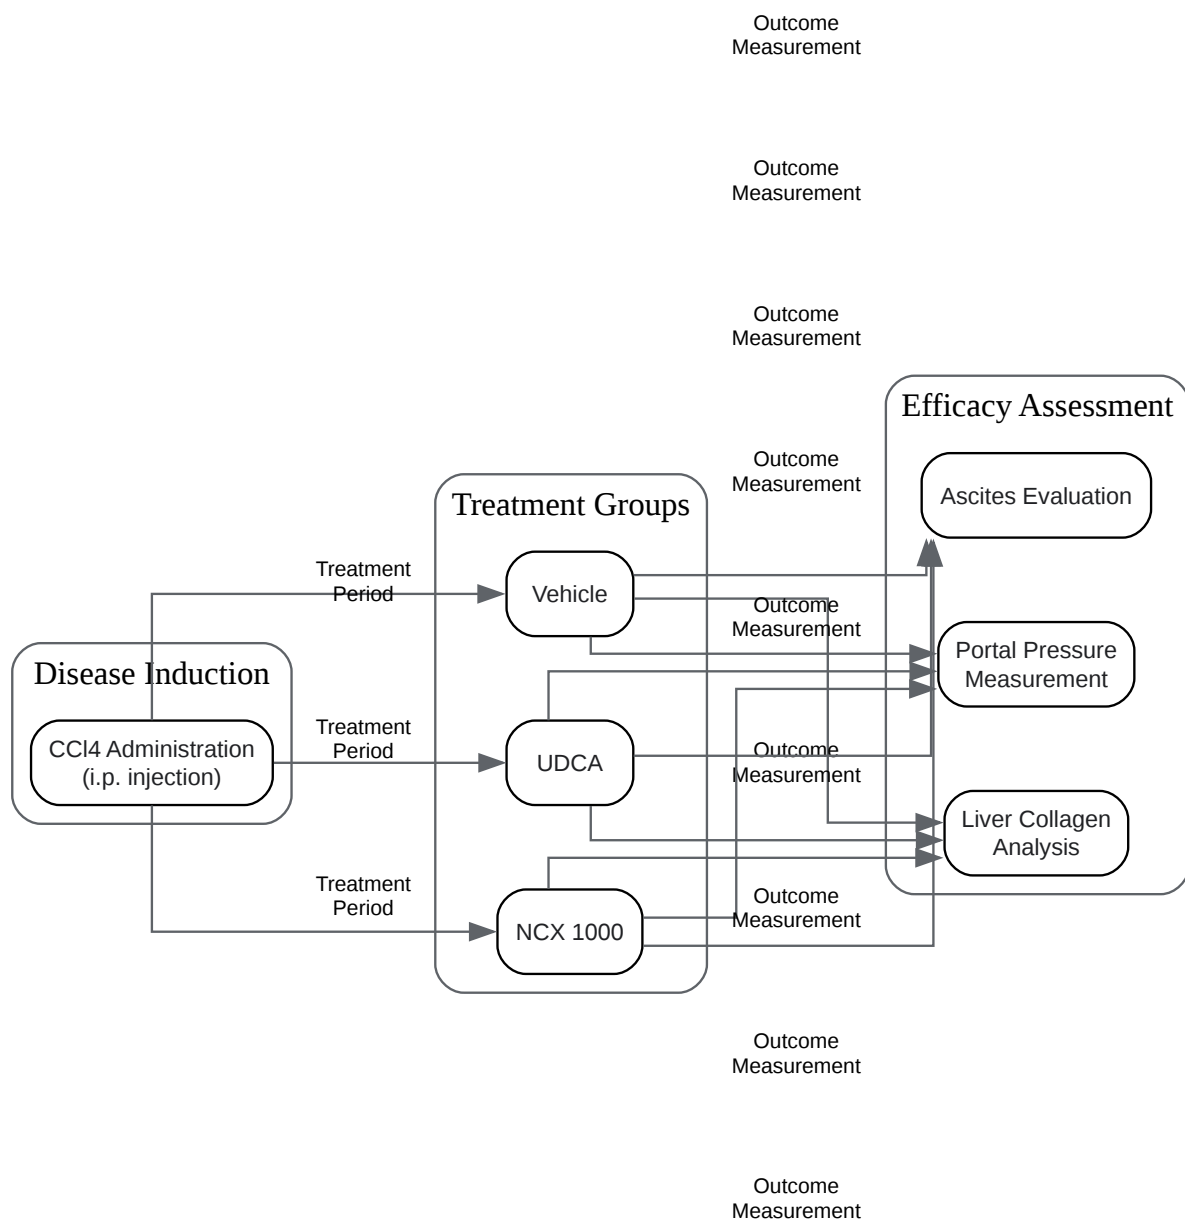 Outcome
Measurement
Outcome
Measurement
Outcome
Measurement
Efficacy Assessment
Outcome
Measurement
Ascites Evaluation
Treatment Groups
Treatment
Period
Vehicle
Outcome
Measurement
Portal Pressure
Measurement
Disease Induction
CCl4 Administration
(i.p. injection)
Treatment
Period
UDCA
Outcome
Measurement
Liver Collagen
Analysis
Treatment
Period
NCX 1000
Outcome
Measurement
Outcome
Measurement
Outcome
Measurement